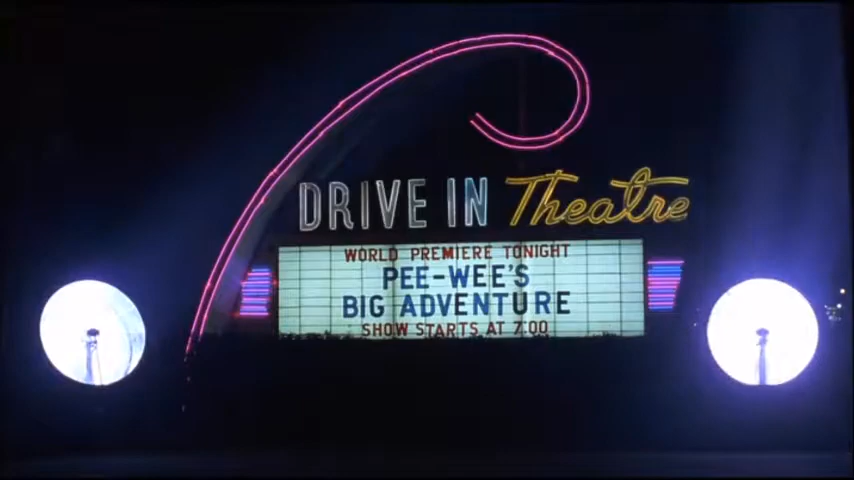 DRIVE IN Theatre
WORLD PREMIERE TONIGHT
PEE-WEE'S
BIG ADVENTURE
SHOW STARTS AT 7:00